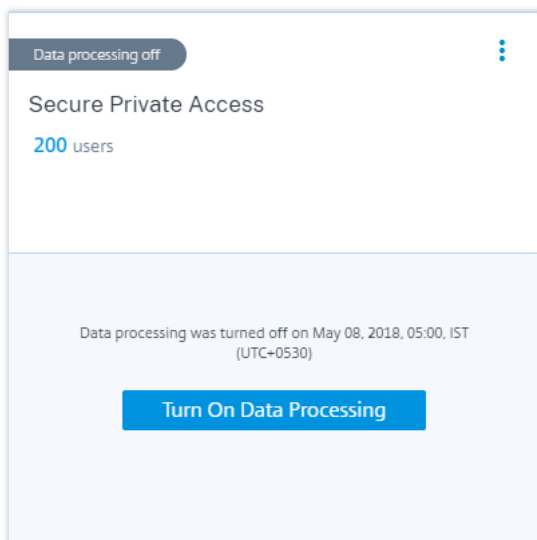 Data processing off
Secure Private Access
200 users
Data processing was turned off on May 08, 2018, 05:00, IST
(UTC+0530)
Turn On Data Processing